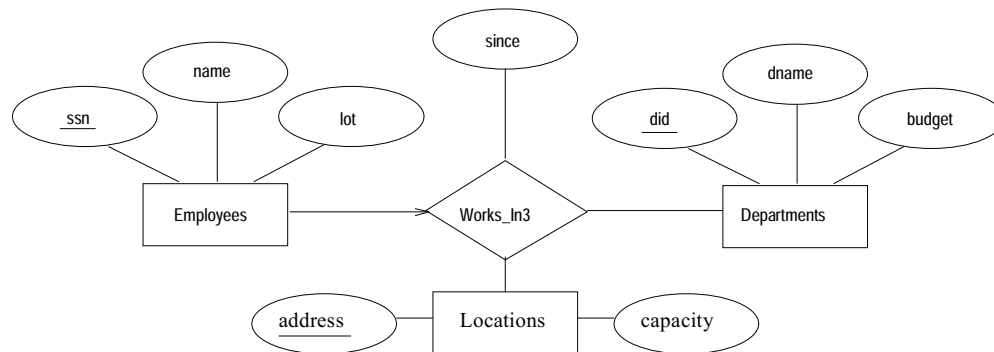 since
name
dname
ssn
lot
did
budget
Employees
Works_In3
Departments
address
Locations
capacity